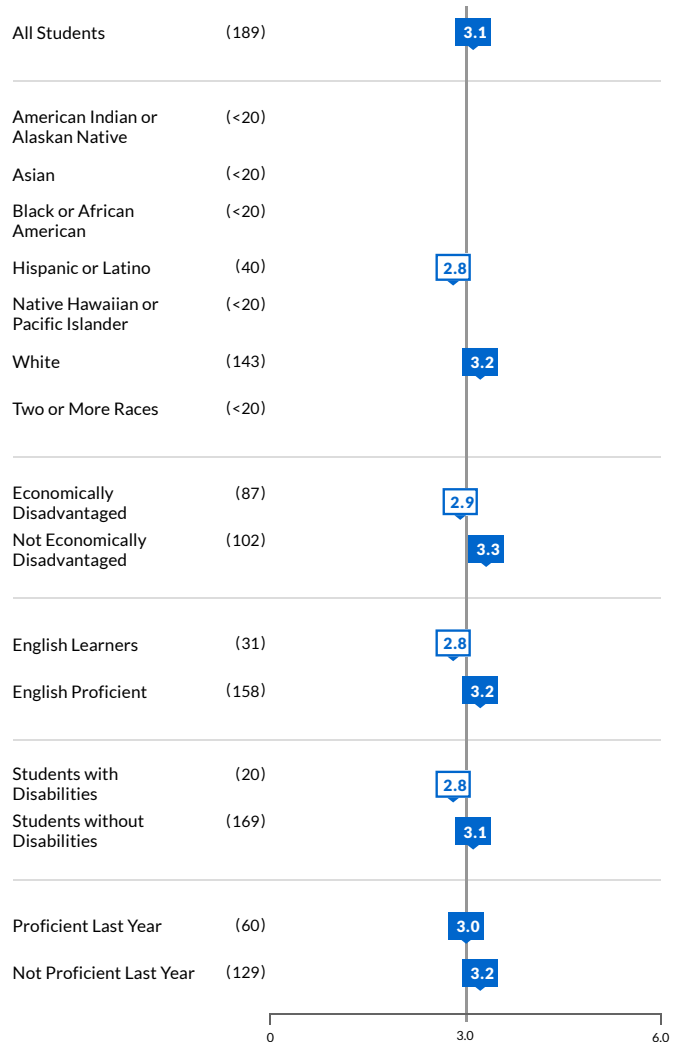 All Students (189) 3.1
American Indian or (<20)
Alaskan Native
Asian (<20)
Black or African (<20)
American
Hispanic or Latino (40) 2.8
Native Hawaiian or (<20)
Pacific Islander
White (143) 3.2
Two or More Races (<20)
Economically (87) 2.9
Disadvantaged
Not Economically (102) 3.3
Disadvantaged
English Learners (31) 2.8
English Proficient (158) 3.2
Students with (20) 2.8
Disabilities
Students without (169) 3.1
Disabilities
Proficient Last Year (60) 3.0
Not Proficient Last Year (129) 3.2
0 3.0 6.0